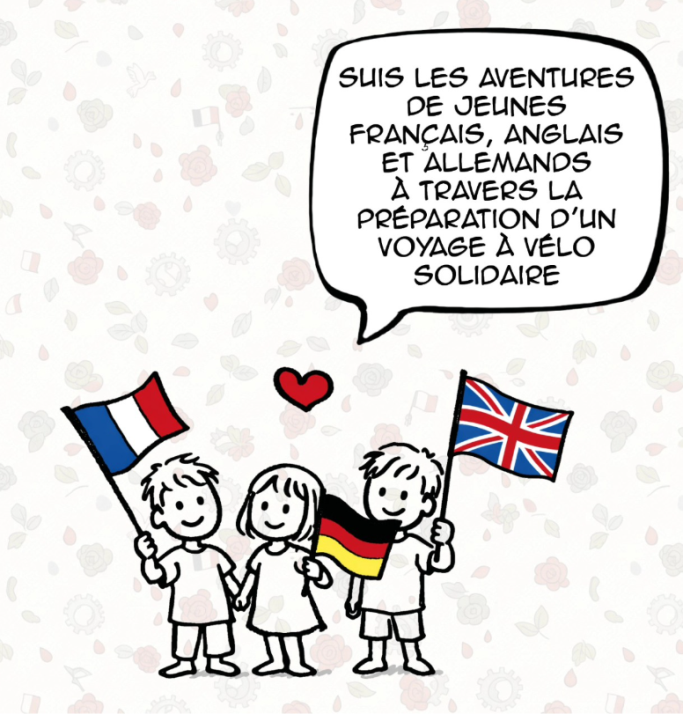 SUIS LES AVENTURES
DE JEUNES
FRANÇAIS, ANGLAIS
ET ALLEMANDS
À TRAVERS LA
PRÉPARATION D'UN
VOYAGE À VÉLO
SOLIDAIRE